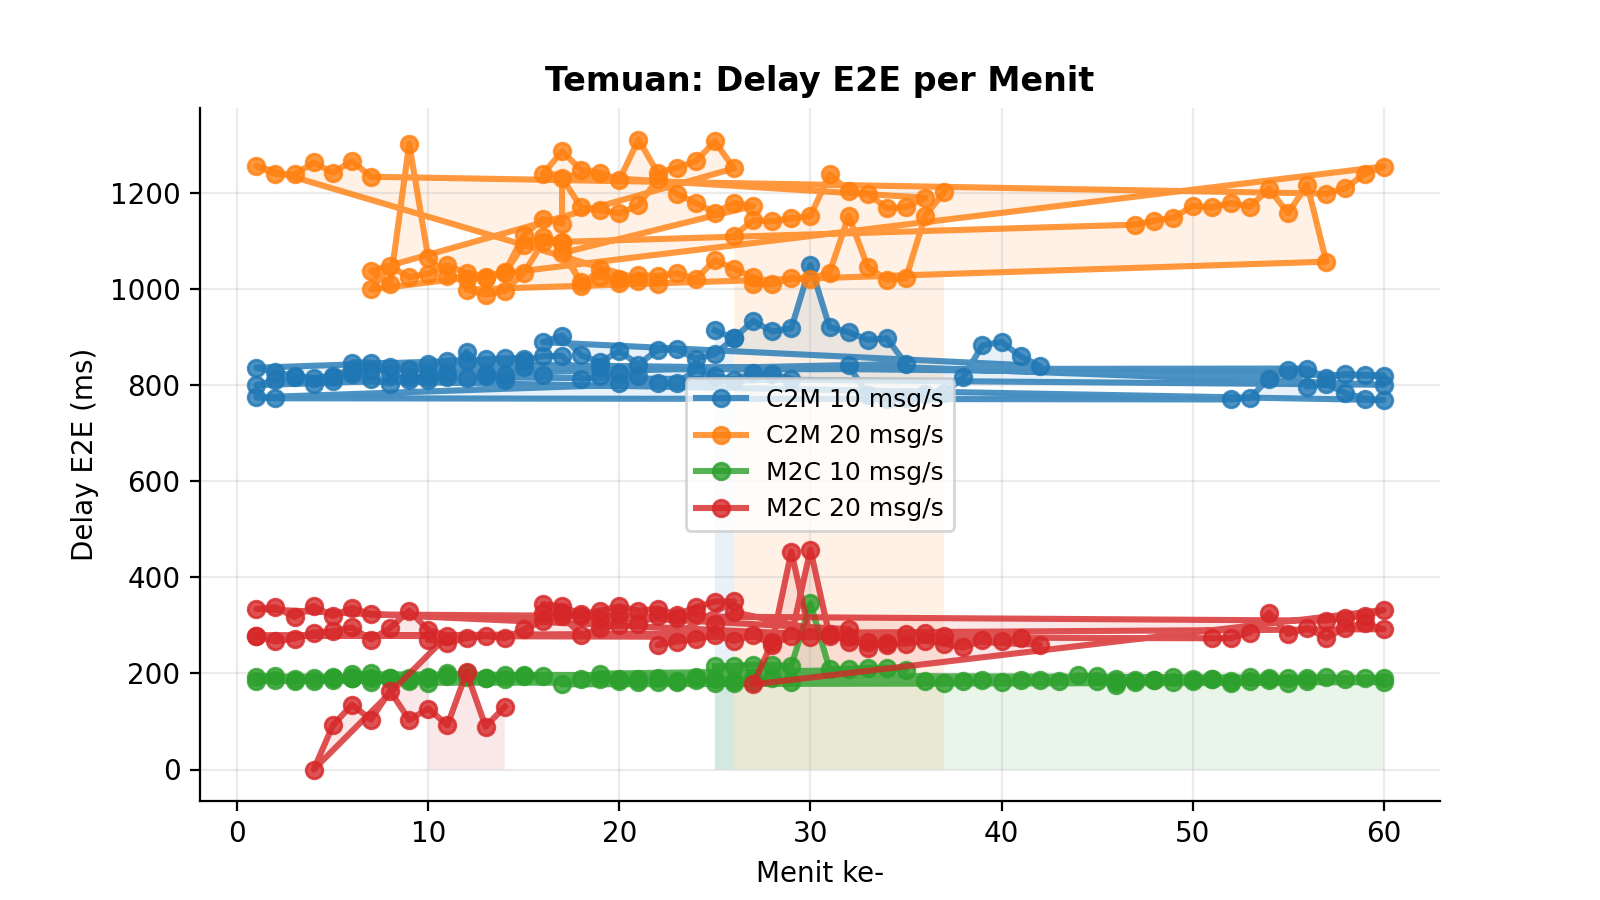 Temuan: Delay E2E per Menit
Delay E2E (ms)
1200
1000
800
600
400
200
0
C2M 10 msg/s
C2M 20 msg/s
M2C 10 msg/s
M2C 20 msg/s
0 10 20 30 40 50 60
Menit ke-